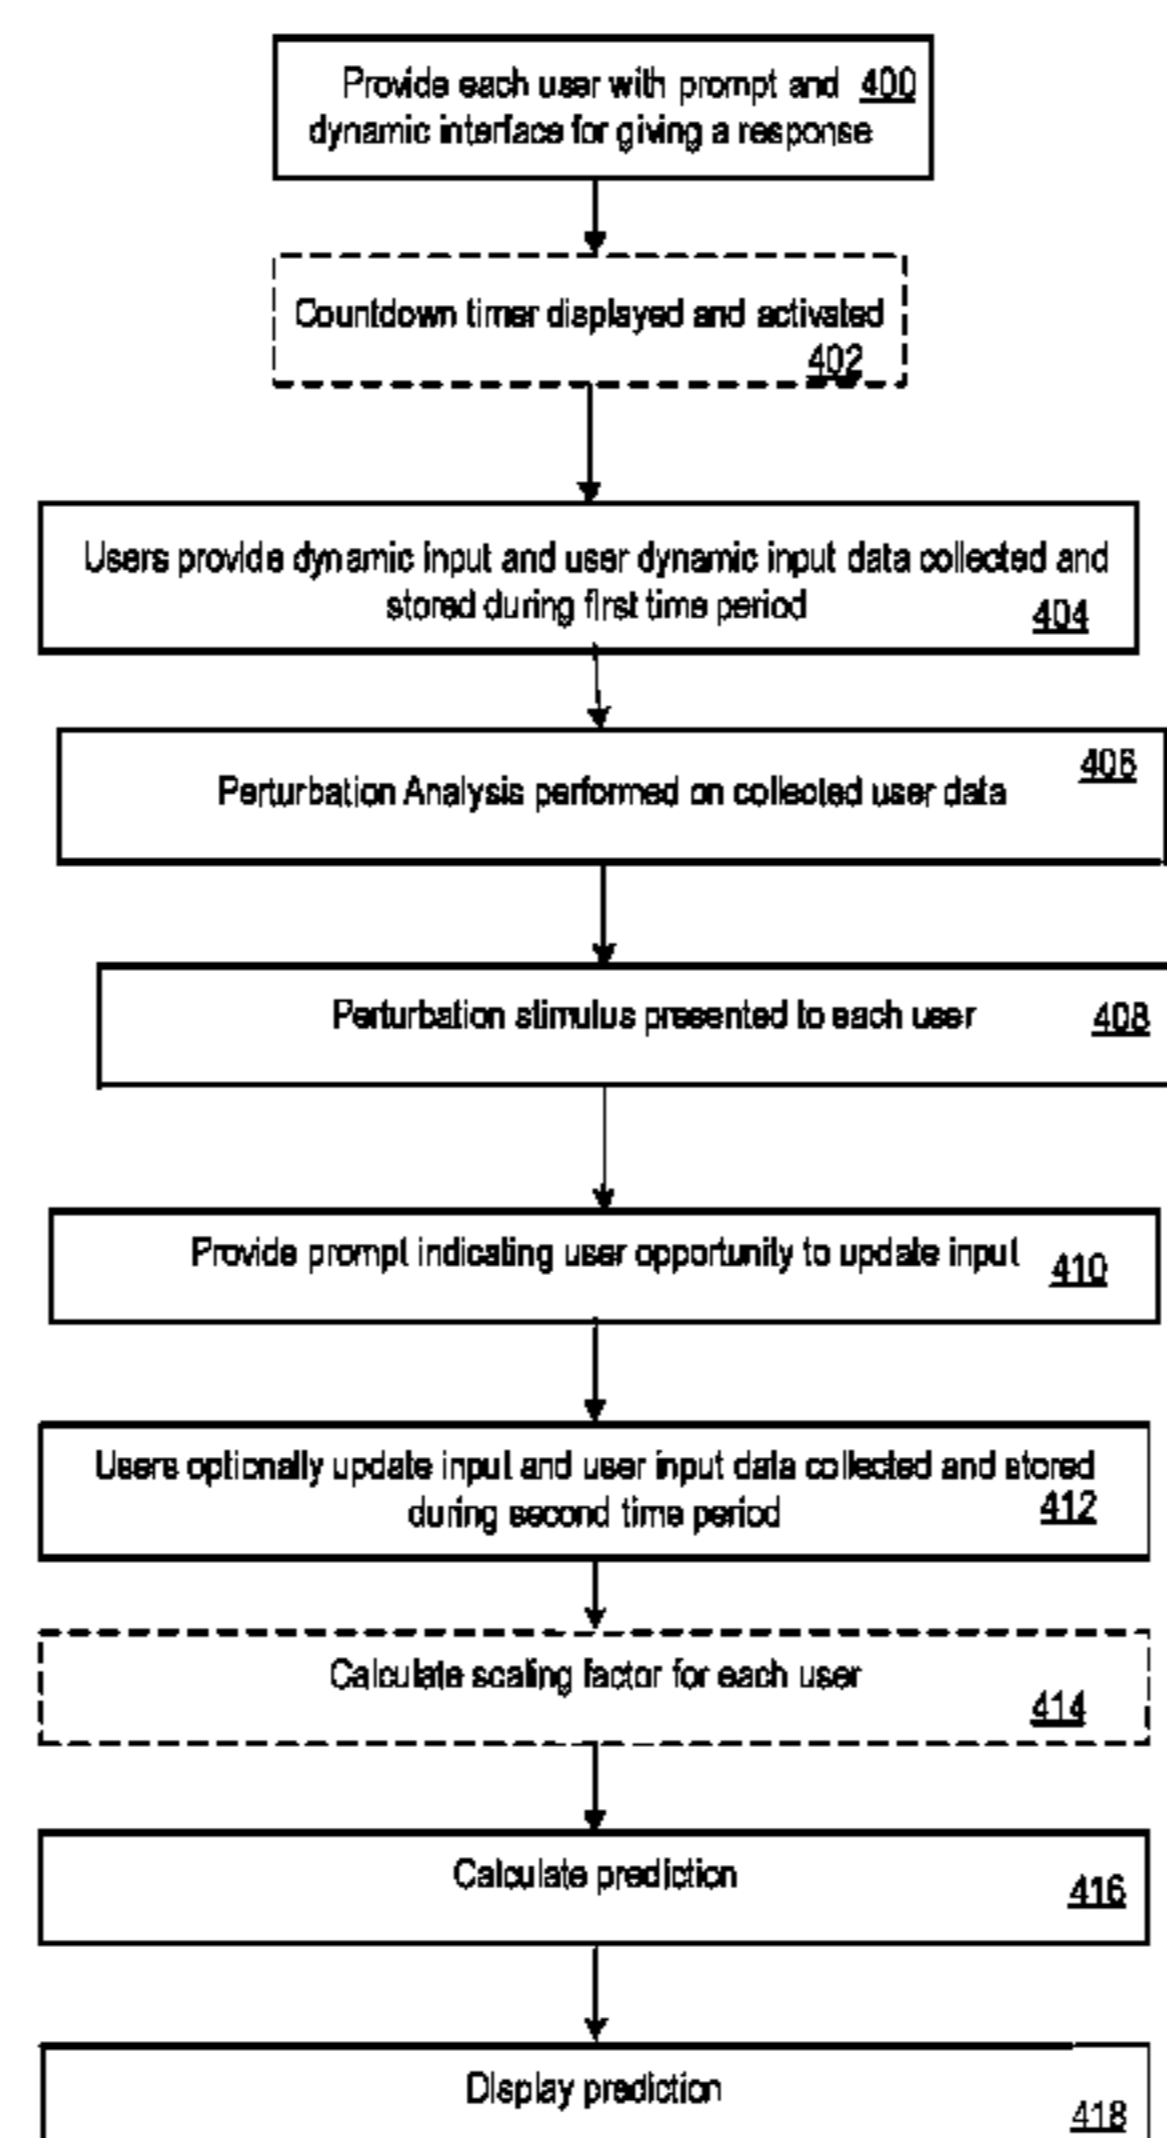 Provide each user with prompt and 400
dynamic interface for giving a response
Countdown timer displayed and activated
402
Users provide dynamic input and user dynamic input data collected and
stored during first time period 404
406
Perturbation Analysis performed on collected user data
Perturbation stimulus presented to each user 408
Provide prompt indicating user opportunity to update input 410
Users optionally update input and user input data collected and stored
during second time period 412
Calculate scaling factor for each user
414
Calculate prediction 416
Display prediction
418